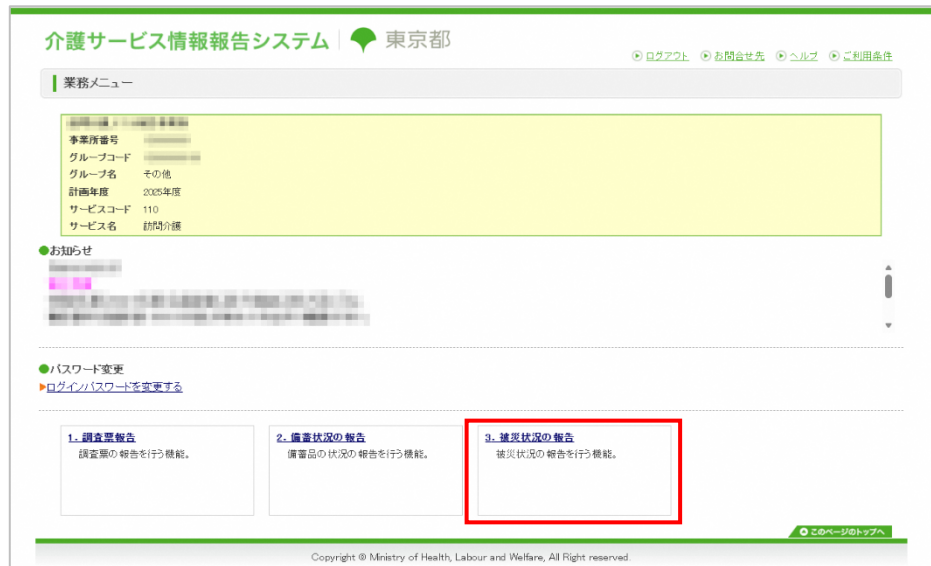 介護サービス情報報告システム 東京都
ログアウト お問合せ先 ヘルプ ご利用条件
業務メニュー
事業所番号
グループコード
グループ名 その他
計画年度 2025年度
サービスコード 110
サービス名 訪問介護
●お知らせ
●パスワード変更
▶ログインパスワードを変更する
1. 調査票報告
調査票の報告を行う機能。
2. 備蓄状況の報告
備蓄品の状況の報告を行う機能。
3. 被災状況の報告
被災状況の報告を行う機能。
このページのトップへ
Copyright © Ministry of Health, Labour and Welfare, All Right reserved.